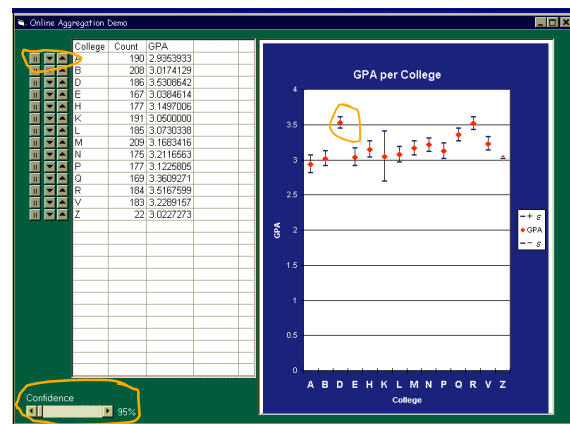 Online Aggregation Demo
College Count GPA
A 190 2.9353933
B 208 3.0174129
D 186 3.5308642
E 167 3.0384614
H 177 3.1497006
K 191 3.0500000
L 185 3.0730338
M 209 3.1683416
N 175 3.2116563
P 177 3.1225805
Q 169 3.3609271
R 184 3.5167599
V 183 3.2289157
Z 22 3.0227273
Confidence
95%
GPA per College
4
3.5
3
2.5
2
1.5
1
0.5
0
GPA
A B D E H K L M N P Q R V Z
College
+ ε
GPA
- ε